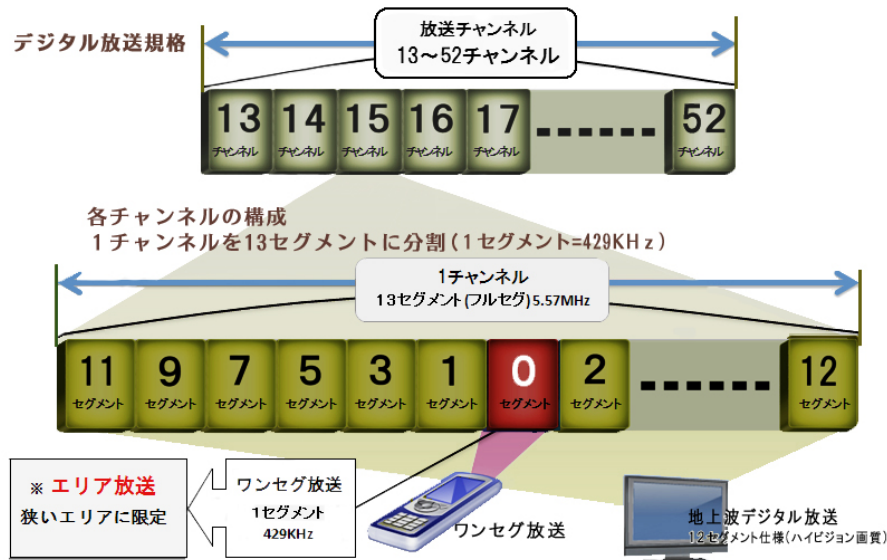 デジタル放送規格
放送チャンネル
13〜52チャンネル
13 14 15 16 17 ------ 52
チャンネル チャンネル チャンネル チャンネル チャンネル チャンネル
各チャンネルの構成
1チャンネルを13セグメントに分割(1セグメント=429KHz)
1チャンネル
13セグメント(フルセグ)5.57MHz
11 9 7 5 3 1 0 2 ------ 12
セグメント セグメント セグメント セグメント セグメント セグメント セグメント セグメント セグメント
※ エリア放送
狭いエリアに限定
ワンセグ放送
1セグメント
429KHz
ワンセグ放送
地上波デジタル放送
12セグメント仕様(ハイビジョン画質)